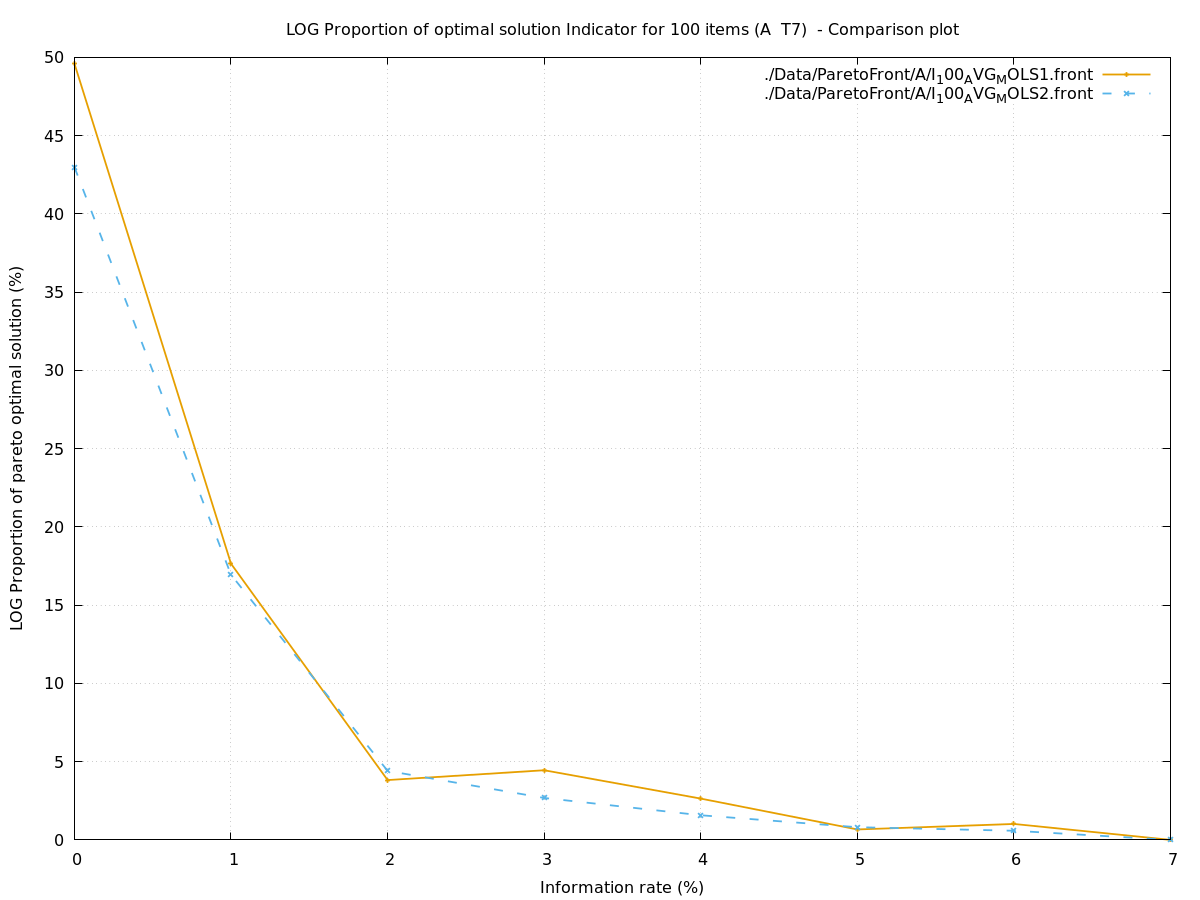 LOG Proportion of optimal solution Indicator for 100 items (A  T7)  - Comparison plot
./Data/ParetoFront/A/I₁00ₐVGₘOLS1.front
./Data/ParetoFront/A/I₁00ₐVGₘOLS2.front
50
45
40
35
30
25
20
15
10
5
0
LOG Proportion of pareto optimal solution (%)
0 1 2 3 4 5 6 7
Information rate (%)